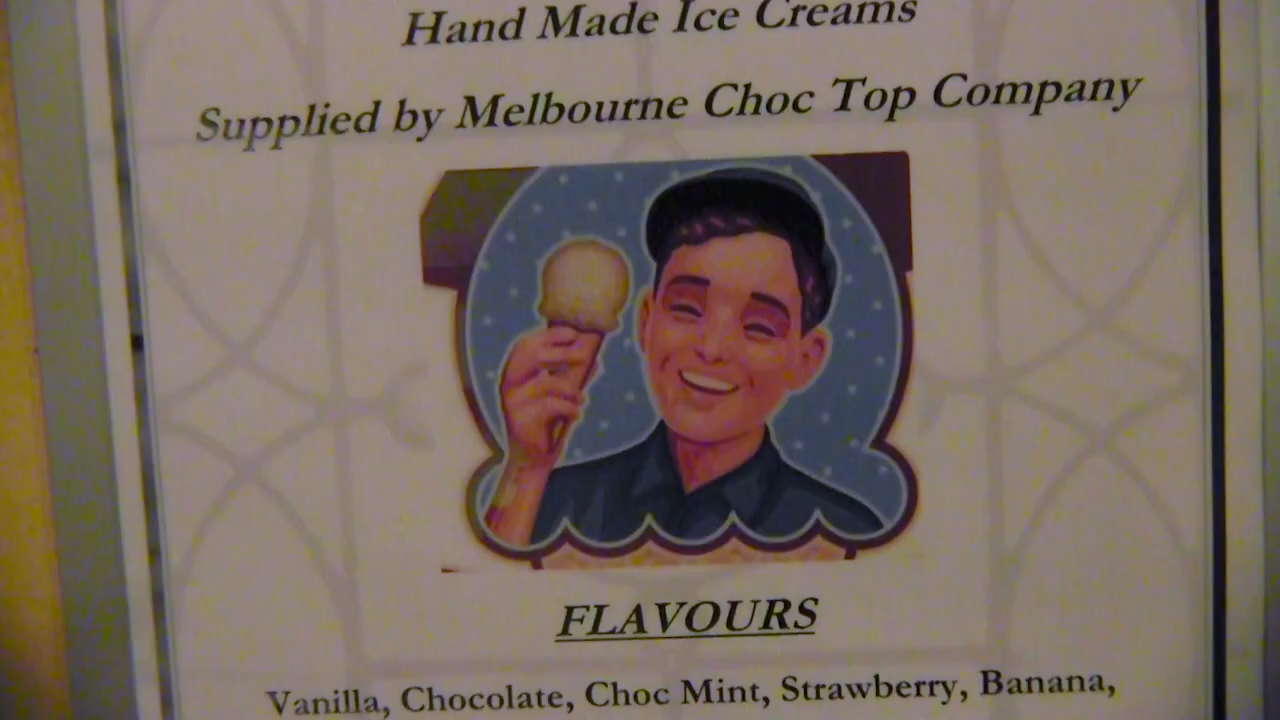 Hand Made Ice Creams
Supplied by Melbourne Choc Top Company
FLAVOURS
Vanilla, Chocolate, Choc Mint, Strawberry, Banana,